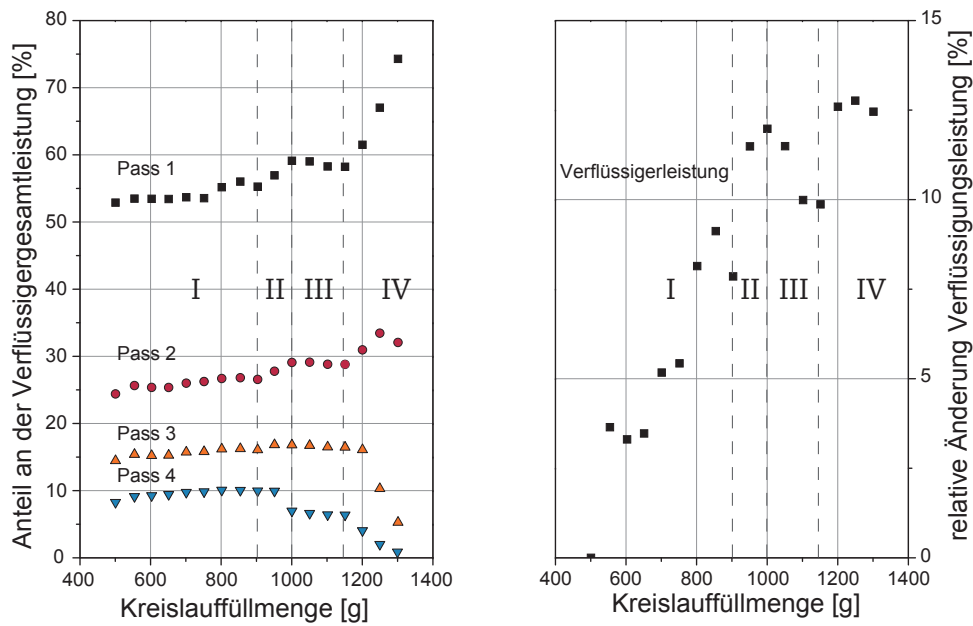 Anteil an der Verflüssigergesamtleistung [%]
80
70
60
50
40
30
20
10
0
Pass 1
Pass 2
Pass 3
Pass 4
I
II
III
IV
400
600
800
1000
1200
1400
Kreislauffüllmenge [g]
Verflüssigerleistung
I
II
III
IV
400
600
800
1000
1200
1400
Kreislauffüllmenge [g]
15
10
5
0
relative Änderung Verflüssigungsleistung [%]